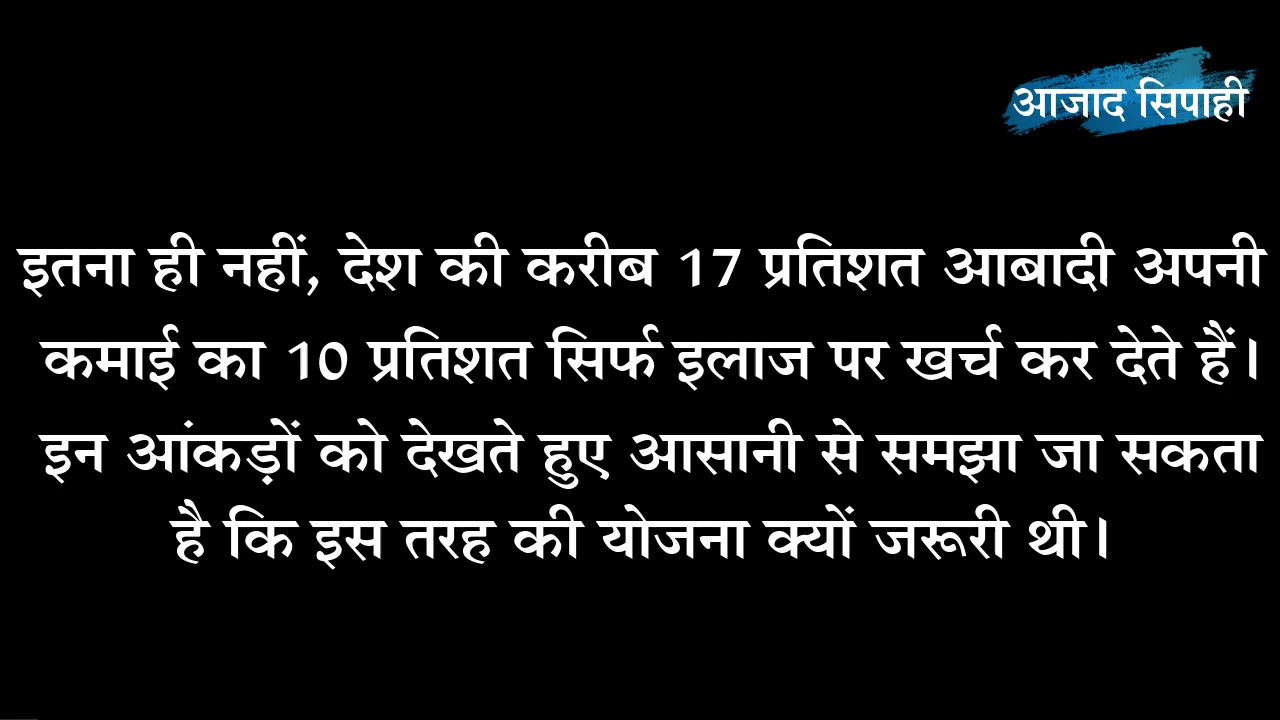 आजाद सिपाही
इतना ही नहीं, देश की करीब 17 प्रतिशत आबादी अपनी
कमाई का 10 प्रतिशत सिर्फ इलाज पर खर्च कर देते हैं।
इन आंकड़ों को देखते हुए आसानी से समझा जा सकता
है कि इस तरह की योजना क्यों जरूरी थी।